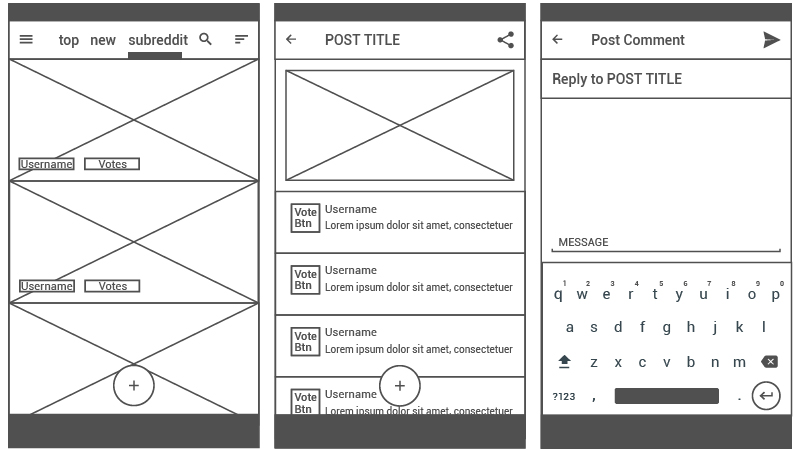 top new subreddit
Username Votes
Username Votes
+
POST TITLE
Vote Btn
Username
Lorem ipsum dolor sit amet, consectetuer
Vote Btn
Username
Lorem ipsum dolor sit amet, consectetuer
Vote Btn
Username
Lorem ipsum dolor sit amet, consectetuer
Vote Btn
Username
Lorem ipsum dolor sit amet, consectetuer
+
Post Comment
Reply to POST TITLE
MESSAGE
1 2 3 4 5 6 7 8 9 0
q w e r t y u i o p
a s d f g h j k l
z x c v b n m
?123 , .